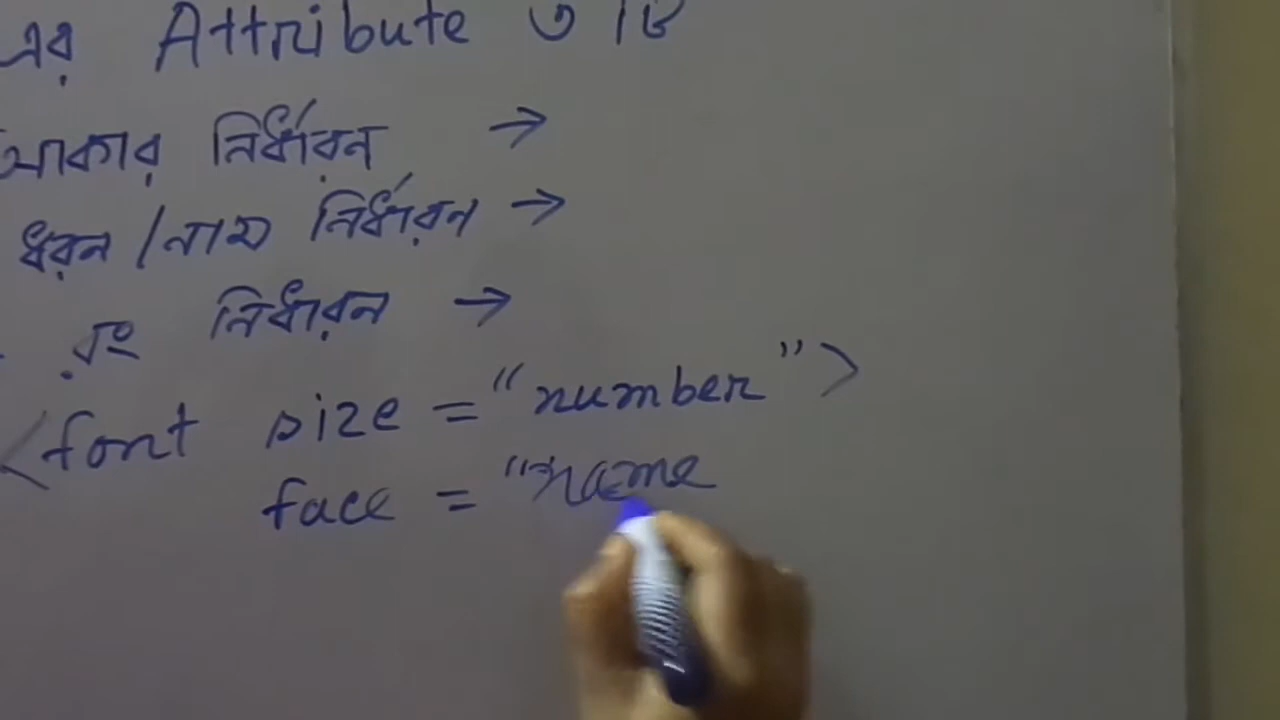 এর Attribute ৩ টি
আকার নির্ধারন →
ধরন /নাম নির্ধারন →
রং নির্ধারন →
<font size = "number">
face = "name